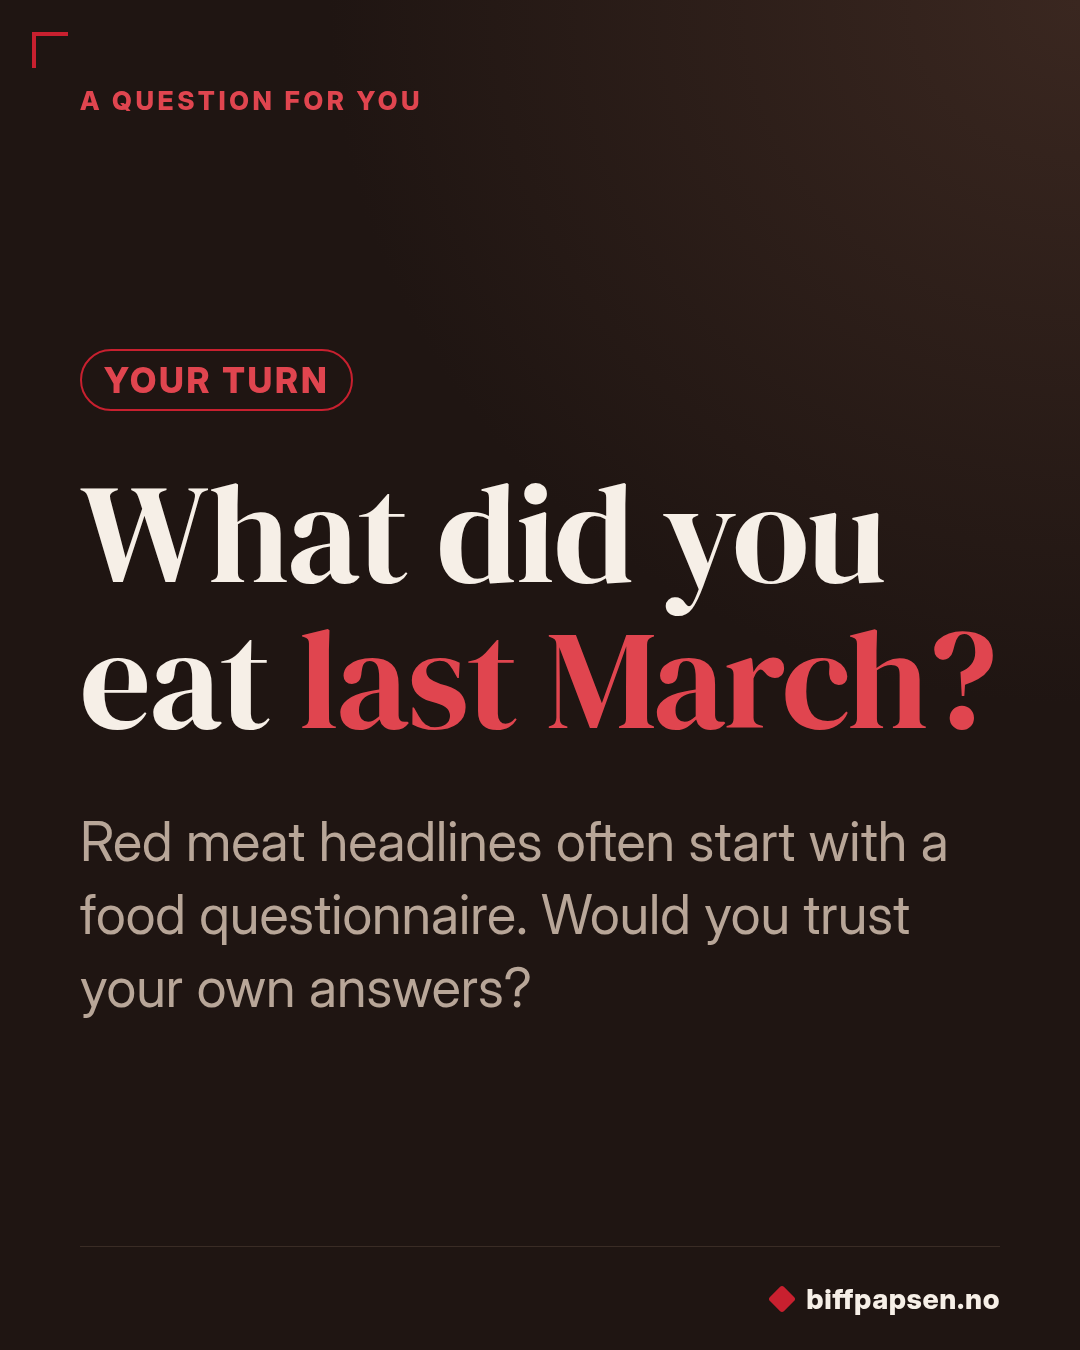 A QUESTION FOR YOU
YOUR TURN
What did you
eat last March?
Red meat headlines often start with a
food questionnaire. Would you trust
your own answers?
biffpapsen.no